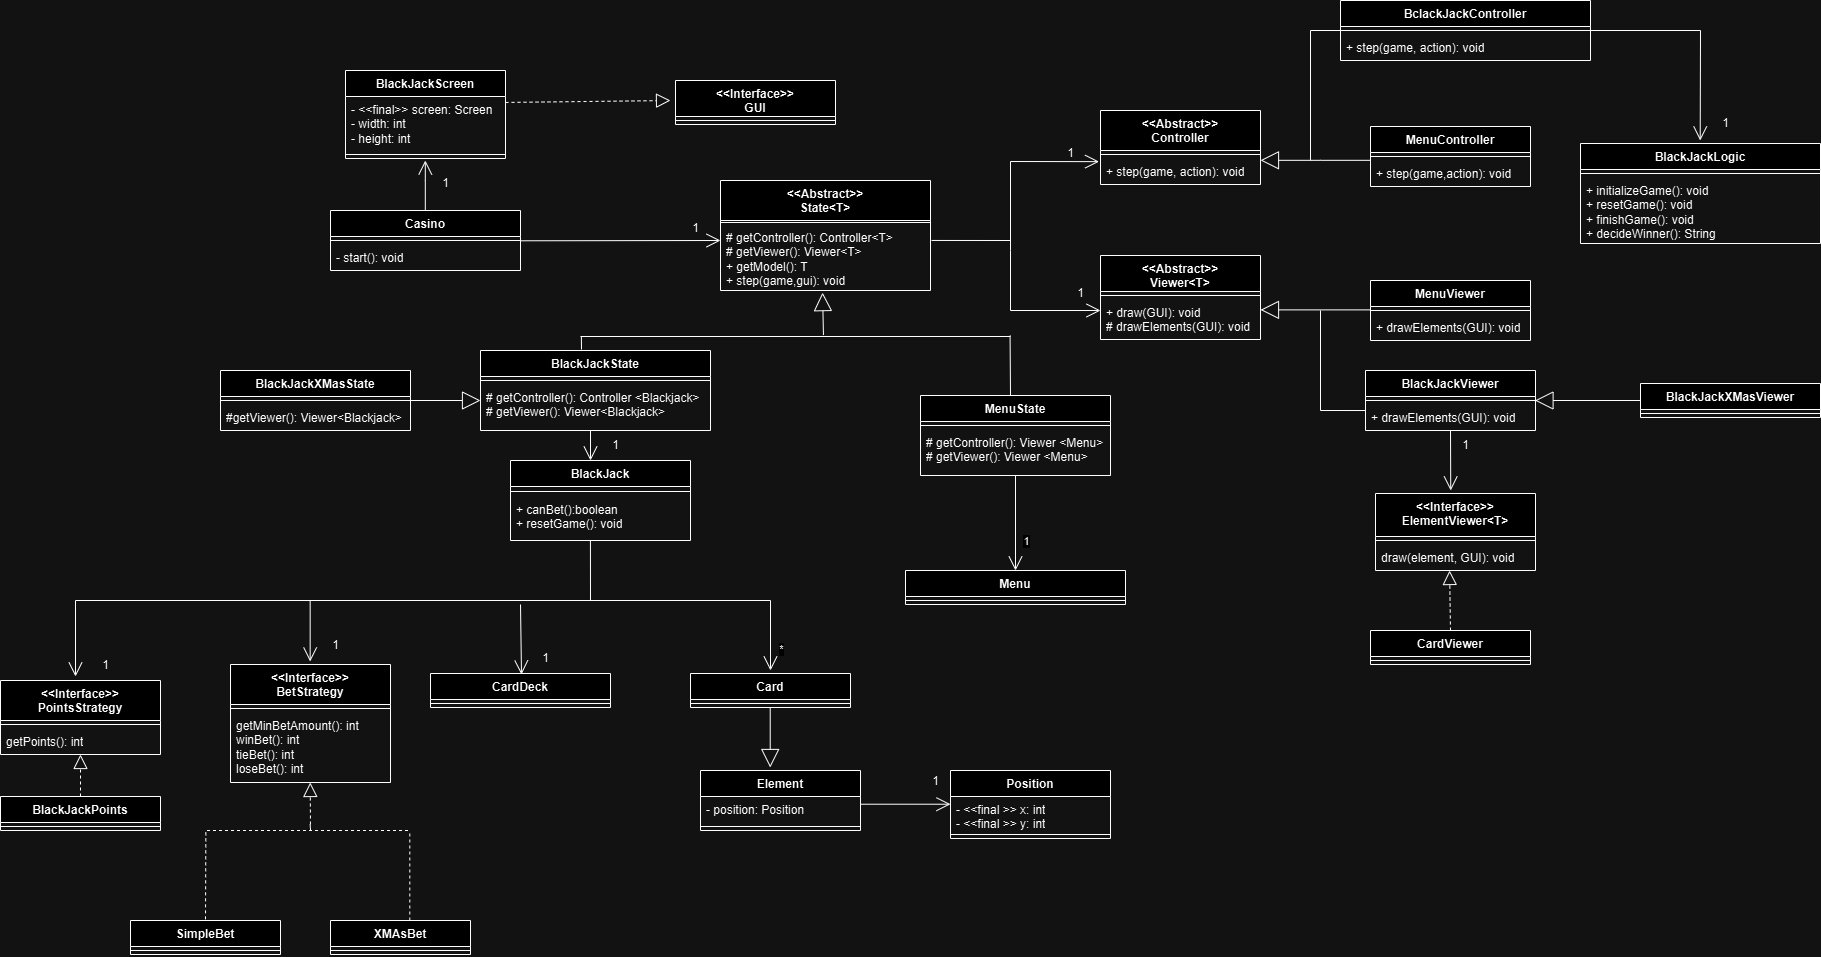 BclackJackController
+ step(game, action): void
BlackJackScreen
- <<final>> screen: Screen
- width: int
- height: int
<<Interface>>
GUI
<<Abstract>>
Controller
+ step(game, action): void
1
MenuController
+ step(game,action): void
1
BlackJackLogic
+ initializeGame(): void
+ resetGame(): void
+ finishGame(): void
+ decideWinner(): String
1
Casino
- start(): void
1
<<Abstract>>
State<T>
# getController(): Controller<T>
# getViewer(): Viewer<T>
+ getModel(): T
+ step(game,gui): void
1
<<Abstract>>
Viewer<T>
+ draw(GUI): void
# drawElements(GUI): void
MenuViewer
+ drawElements(GUI): void
BlackJackXMasState
#getViewer(): Viewer<Blackjack>
BlackJackState
# getController(): Controller <Blackjack>
# getViewer(): Viewer<Blackjack>
MenuState
# getController(): Viewer <Menu>
# getViewer(): Viewer <Menu>
BlackJackViewer
+ drawElements(GUI): void
BlackJackXMasViewer
1
BlackJack
+ canBet():boolean
+ resetGame(): void
1
<<Interface>>
ElementViewer<T>
draw(element, GUI): void
1
Menu
CardViewer
1
<<Interface>>
PointsStrategy
getPoints(): int
1
<<Interface>>
BetStrategy
getMinBetAmount(): int
winBet(): int
tieBet(): int
loseBet(): int
1
CardDeck
*
Card
BlackJackPoints
Element
- position: Position
1
Position
- <<final >> x: int
- <<final >> y: int
SimpleBet
XMAsBet